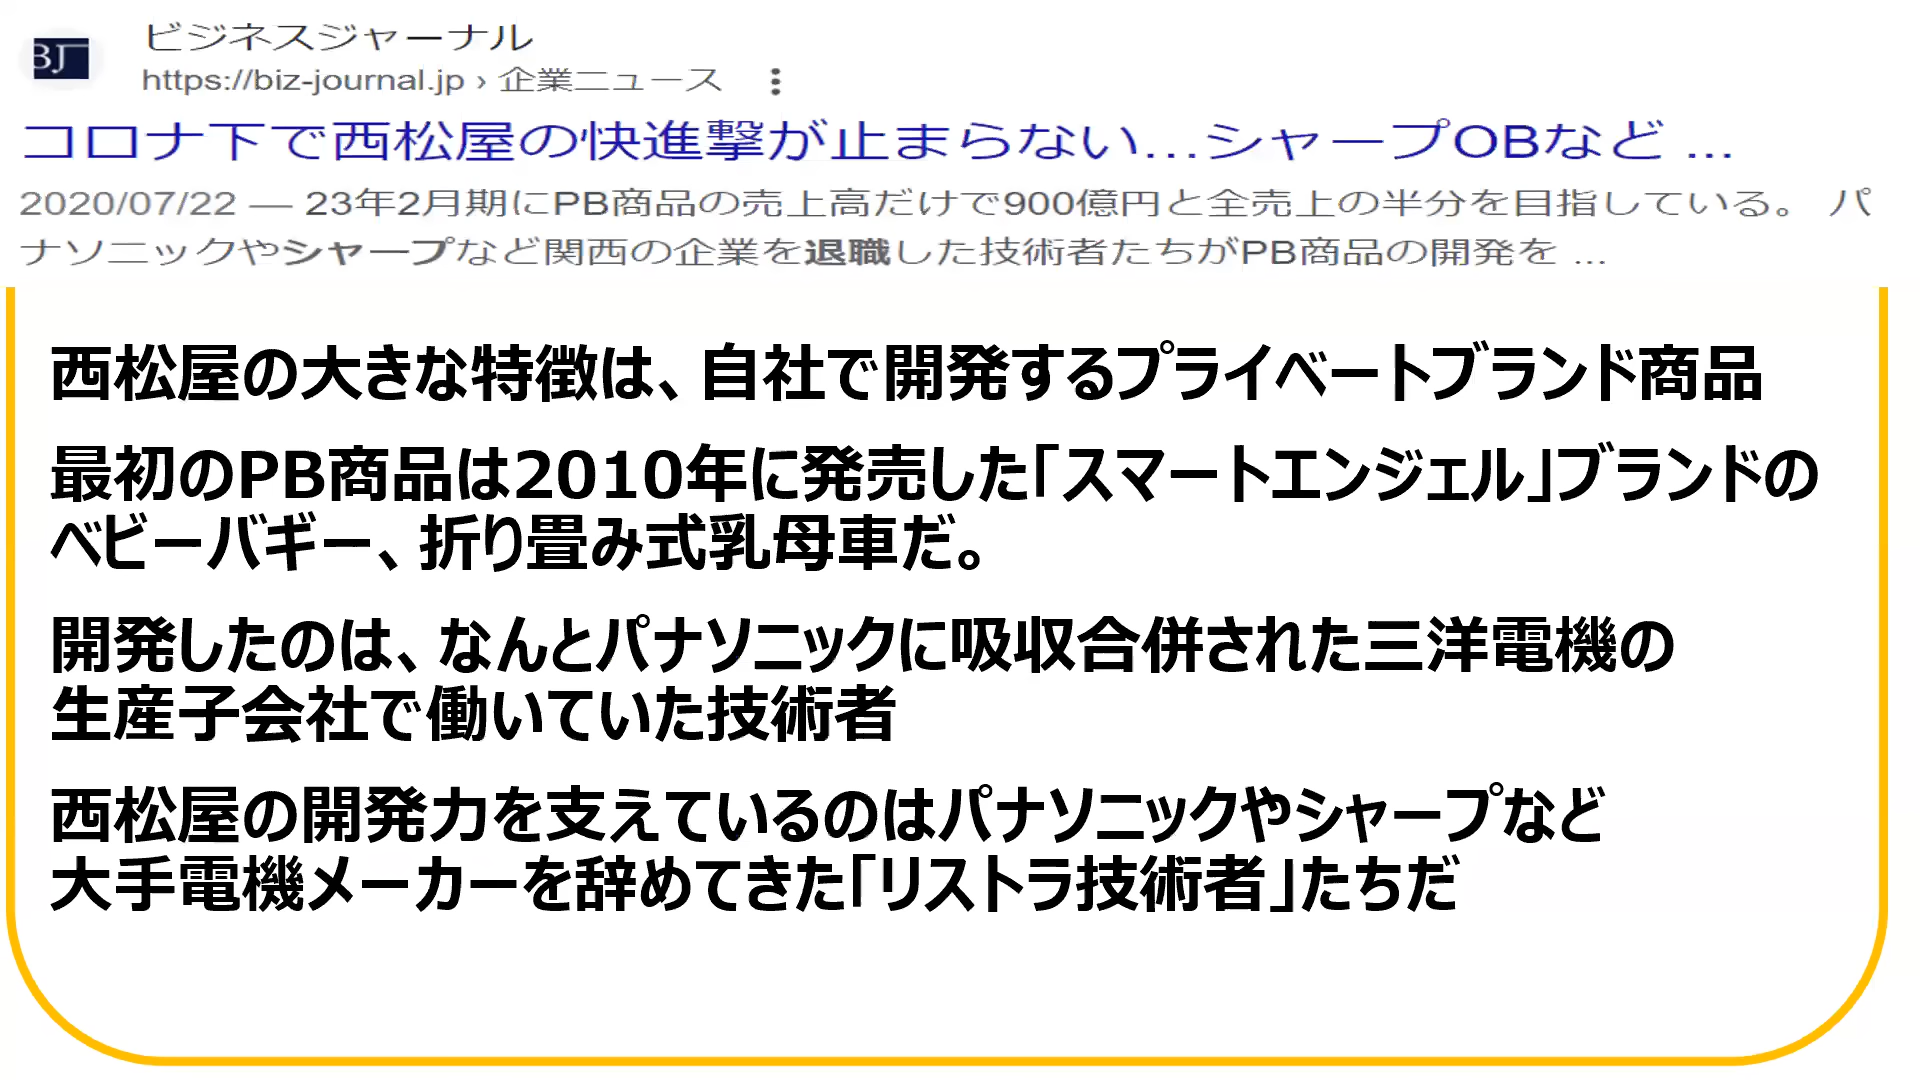 BJ
ビジネスジャーナル
https://biz-journal.jp › 企業ニュース
コロナ下で西松屋の快進撃が止まらない…シャープOBなど ...
2020/07/22 — 23年2月期にPB商品の売上高だけで900億円と全売上の半分を目指している。 パ
ナソニックやシャープなど関西の企業を退職した技術者たちがPB商品の開発を ...
西松屋の大きな特徴は、自社で開発するプライベートブランド商品
最初のPB商品は2010年に発売した「スマートエンジェル」ブランドの
ベビーバギー、折り畳み式乳母車だ。
開発したのは、なんとパナソニックに吸収合併された三洋電機の
生産子会社で働いていた技術者
西松屋の開発力を支えているのはパナソニックやシャープなど
大手電機メーカーを辞めてきた「リストラ技術者」たちだ